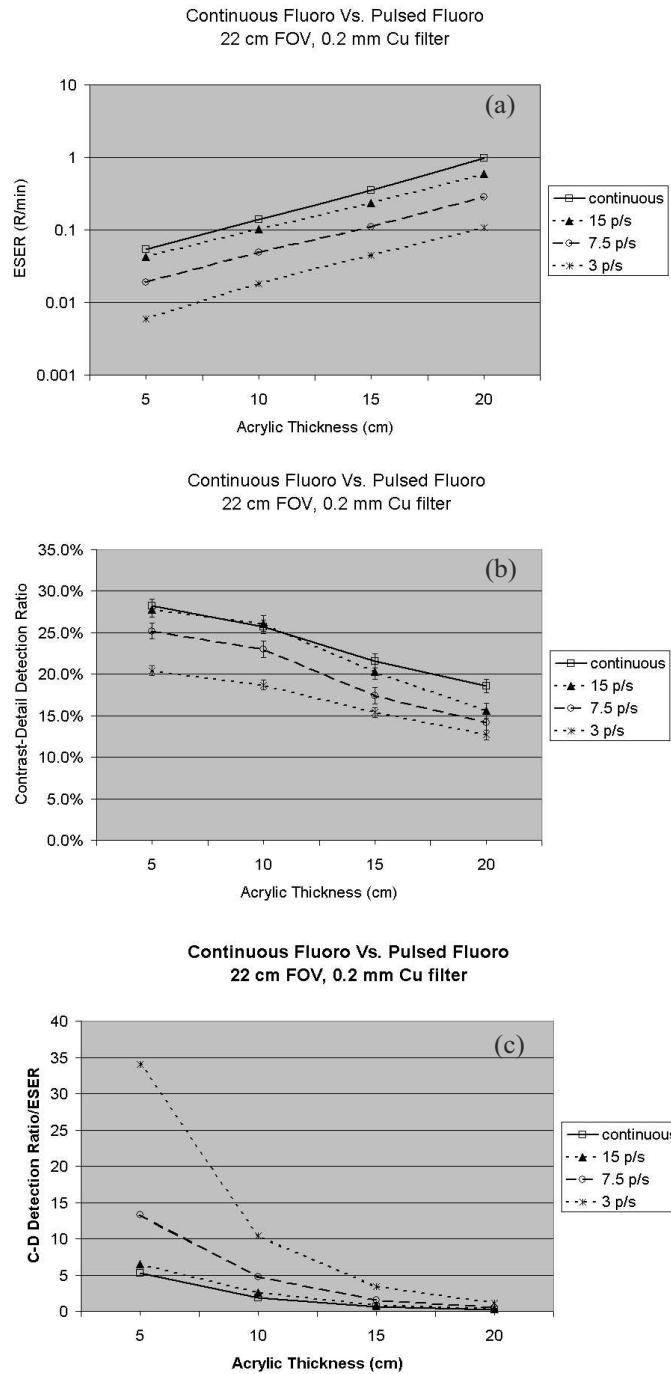 Continuous Fluoro Vs. Pulsed Fluoro
22 cm FOV, 0.2 mm Cu filter
(a)
10
1
0.1
0.01
0.001
ESER (R/min)
5 10 15 20
Acrylic Thickness (cm)
continuous
15 p/s
7.5 p/s
3 p/s
Continuous Fluoro Vs. Pulsed Fluoro
22 cm FOV, 0.2 mm Cu filter
(b)
35.0%
30.0%
25.0%
20.0%
15.0%
10.0%
5.0%
0.0%
Contrast-Detail Detection Ratio
5 10 15 20
Acrylic Thickness (cm)
continuous
15 p/s
7.5 p/s
3 p/s
Continuous Fluoro Vs. Pulsed Fluoro
22 cm FOV, 0.2 mm Cu filter
(c)
40
35
30
25
20
15
10
5
0
C-D Detection Ratio/ESER
5 10 15 20
Acrylic Thickness (cm)
continuous
15 p/s
7.5 p/s
3 p/s